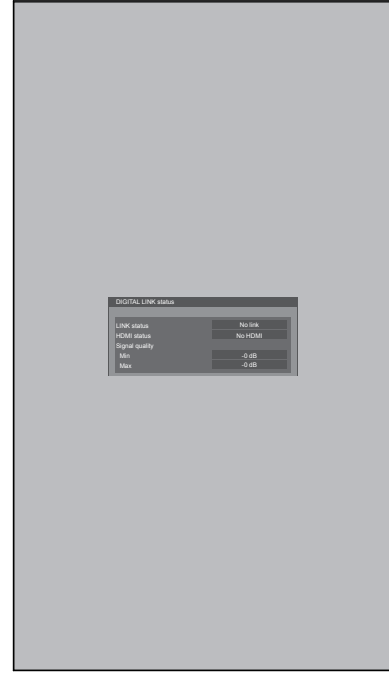 DIGITAL LINK status
LINK status No link
HDMI status No HDMI
Signal quality
Min -0 dB
Max -0 dB